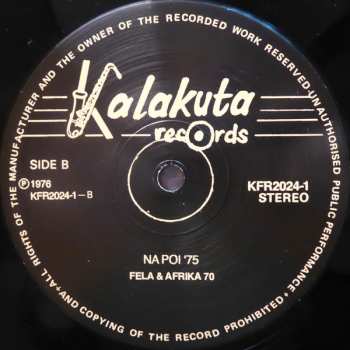 Kalakuta
records
SIDE B
Ⓟ1976
KFR2024-1-B
KFR2024-1
STEREO
NA POI '75
FELA & AFRIKA 70
ALL RIGHTS OF THE MANUFACTURER AND THE OWNER OF THE RECORDED WORK RESERVED·UNAUTHORISED PUBLIC PERFORMANCE AND COPYING OF THE RECORD PROHIBITED